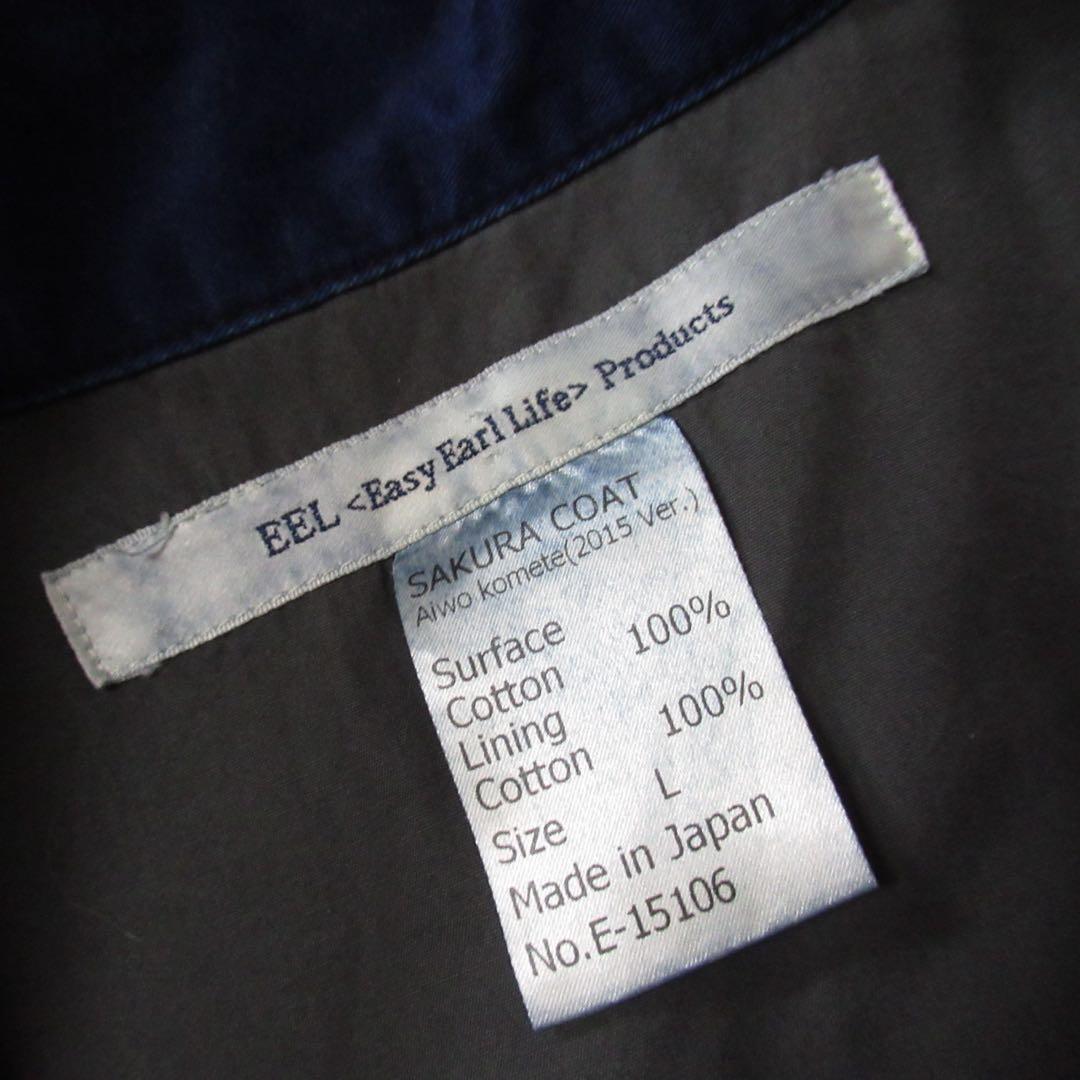 EEL <Easy Earl Life> Products
SAKURA COAT
Aiwo komete(2015 Ver.)
Surface
Cotton 100%
Lining
Cotton 100%
Size L
Made in Japan
No.E-15106